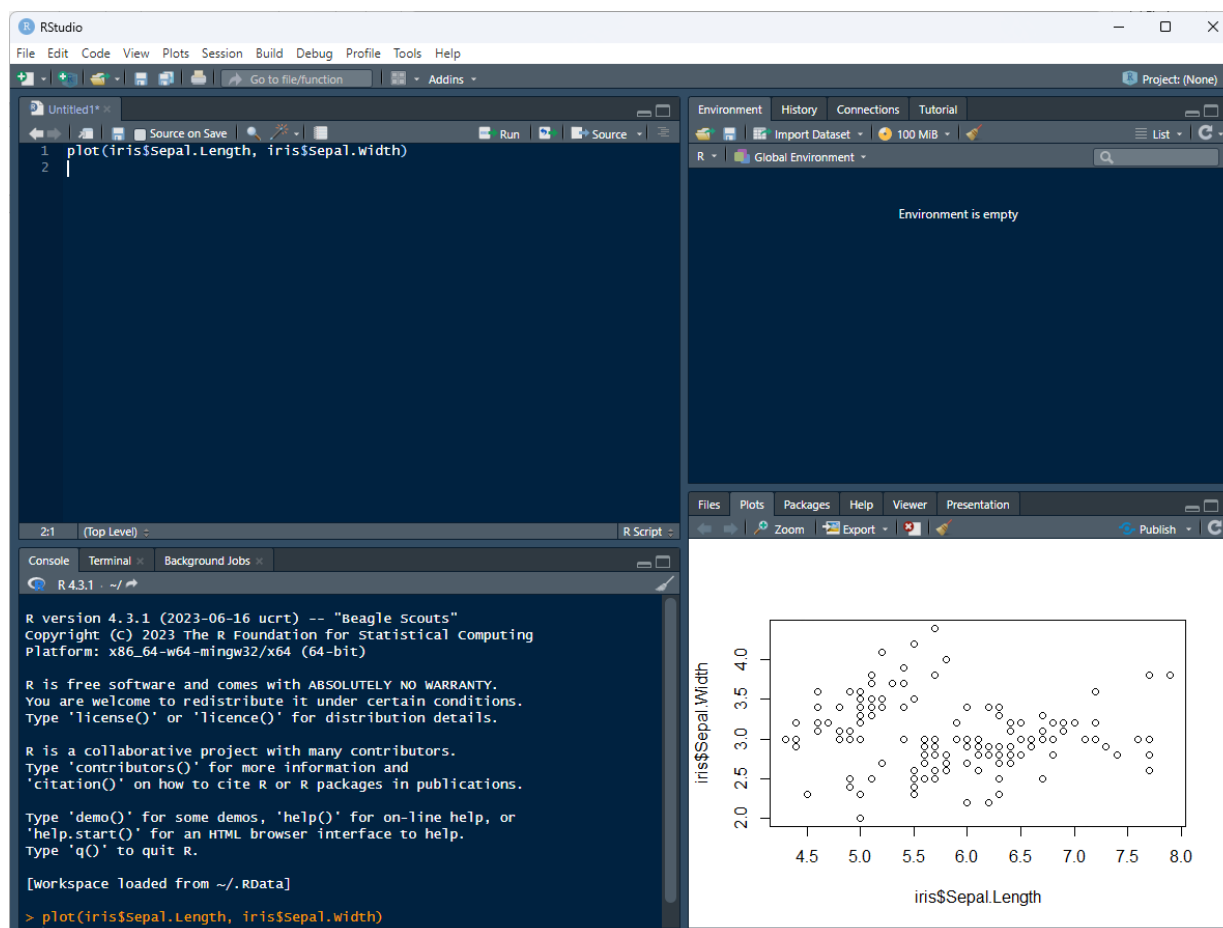 RStudio
File Edit Code View Plots Session Build Debug Profile Tools Help
Go to file/function Addins Project: (None)
Untitled1*
Source on Save Run Source
1 plot(iris$Sepal.Length, iris$Sepal.Width)
2
2:1 (Top Level) R Script
Console Terminal Background Jobs
R 4.3.1 · ~/
R version 4.3.1 (2023-06-16 ucrt) -- "Beagle Scouts"
Copyright (C) 2023 The R Foundation for Statistical Computing
Platform: x86_64-w64-mingw32/x64 (64-bit)
R is free software and comes with ABSOLUTELY NO WARRANTY.
You are welcome to redistribute it under certain conditions.
Type 'license()' or 'licence()' for distribution details.
R is a collaborative project with many contributors.
Type 'contributors()' for more information and
'citation()' on how to cite R or R packages in publications.
Type 'demo()' for some demos, 'help()' for on-line help, or
'help.start()' for an HTML browser interface to help.
Type 'q()' to quit R.
[Workspace loaded from ~/.RData]
> plot(iris$Sepal.Length, iris$Sepal.Width)
Environment History Connections Tutorial
Import Dataset 100 MiB List
R Global Environment
Environment is empty
Files Plots Packages Help Viewer Presentation
Zoom Export Publish
iris$Sepal.Width
4.0
3.5
3.0
2.5
2.0
4.5 5.0 5.5 6.0 6.5 7.0 7.5 8.0
iris$Sepal.Length